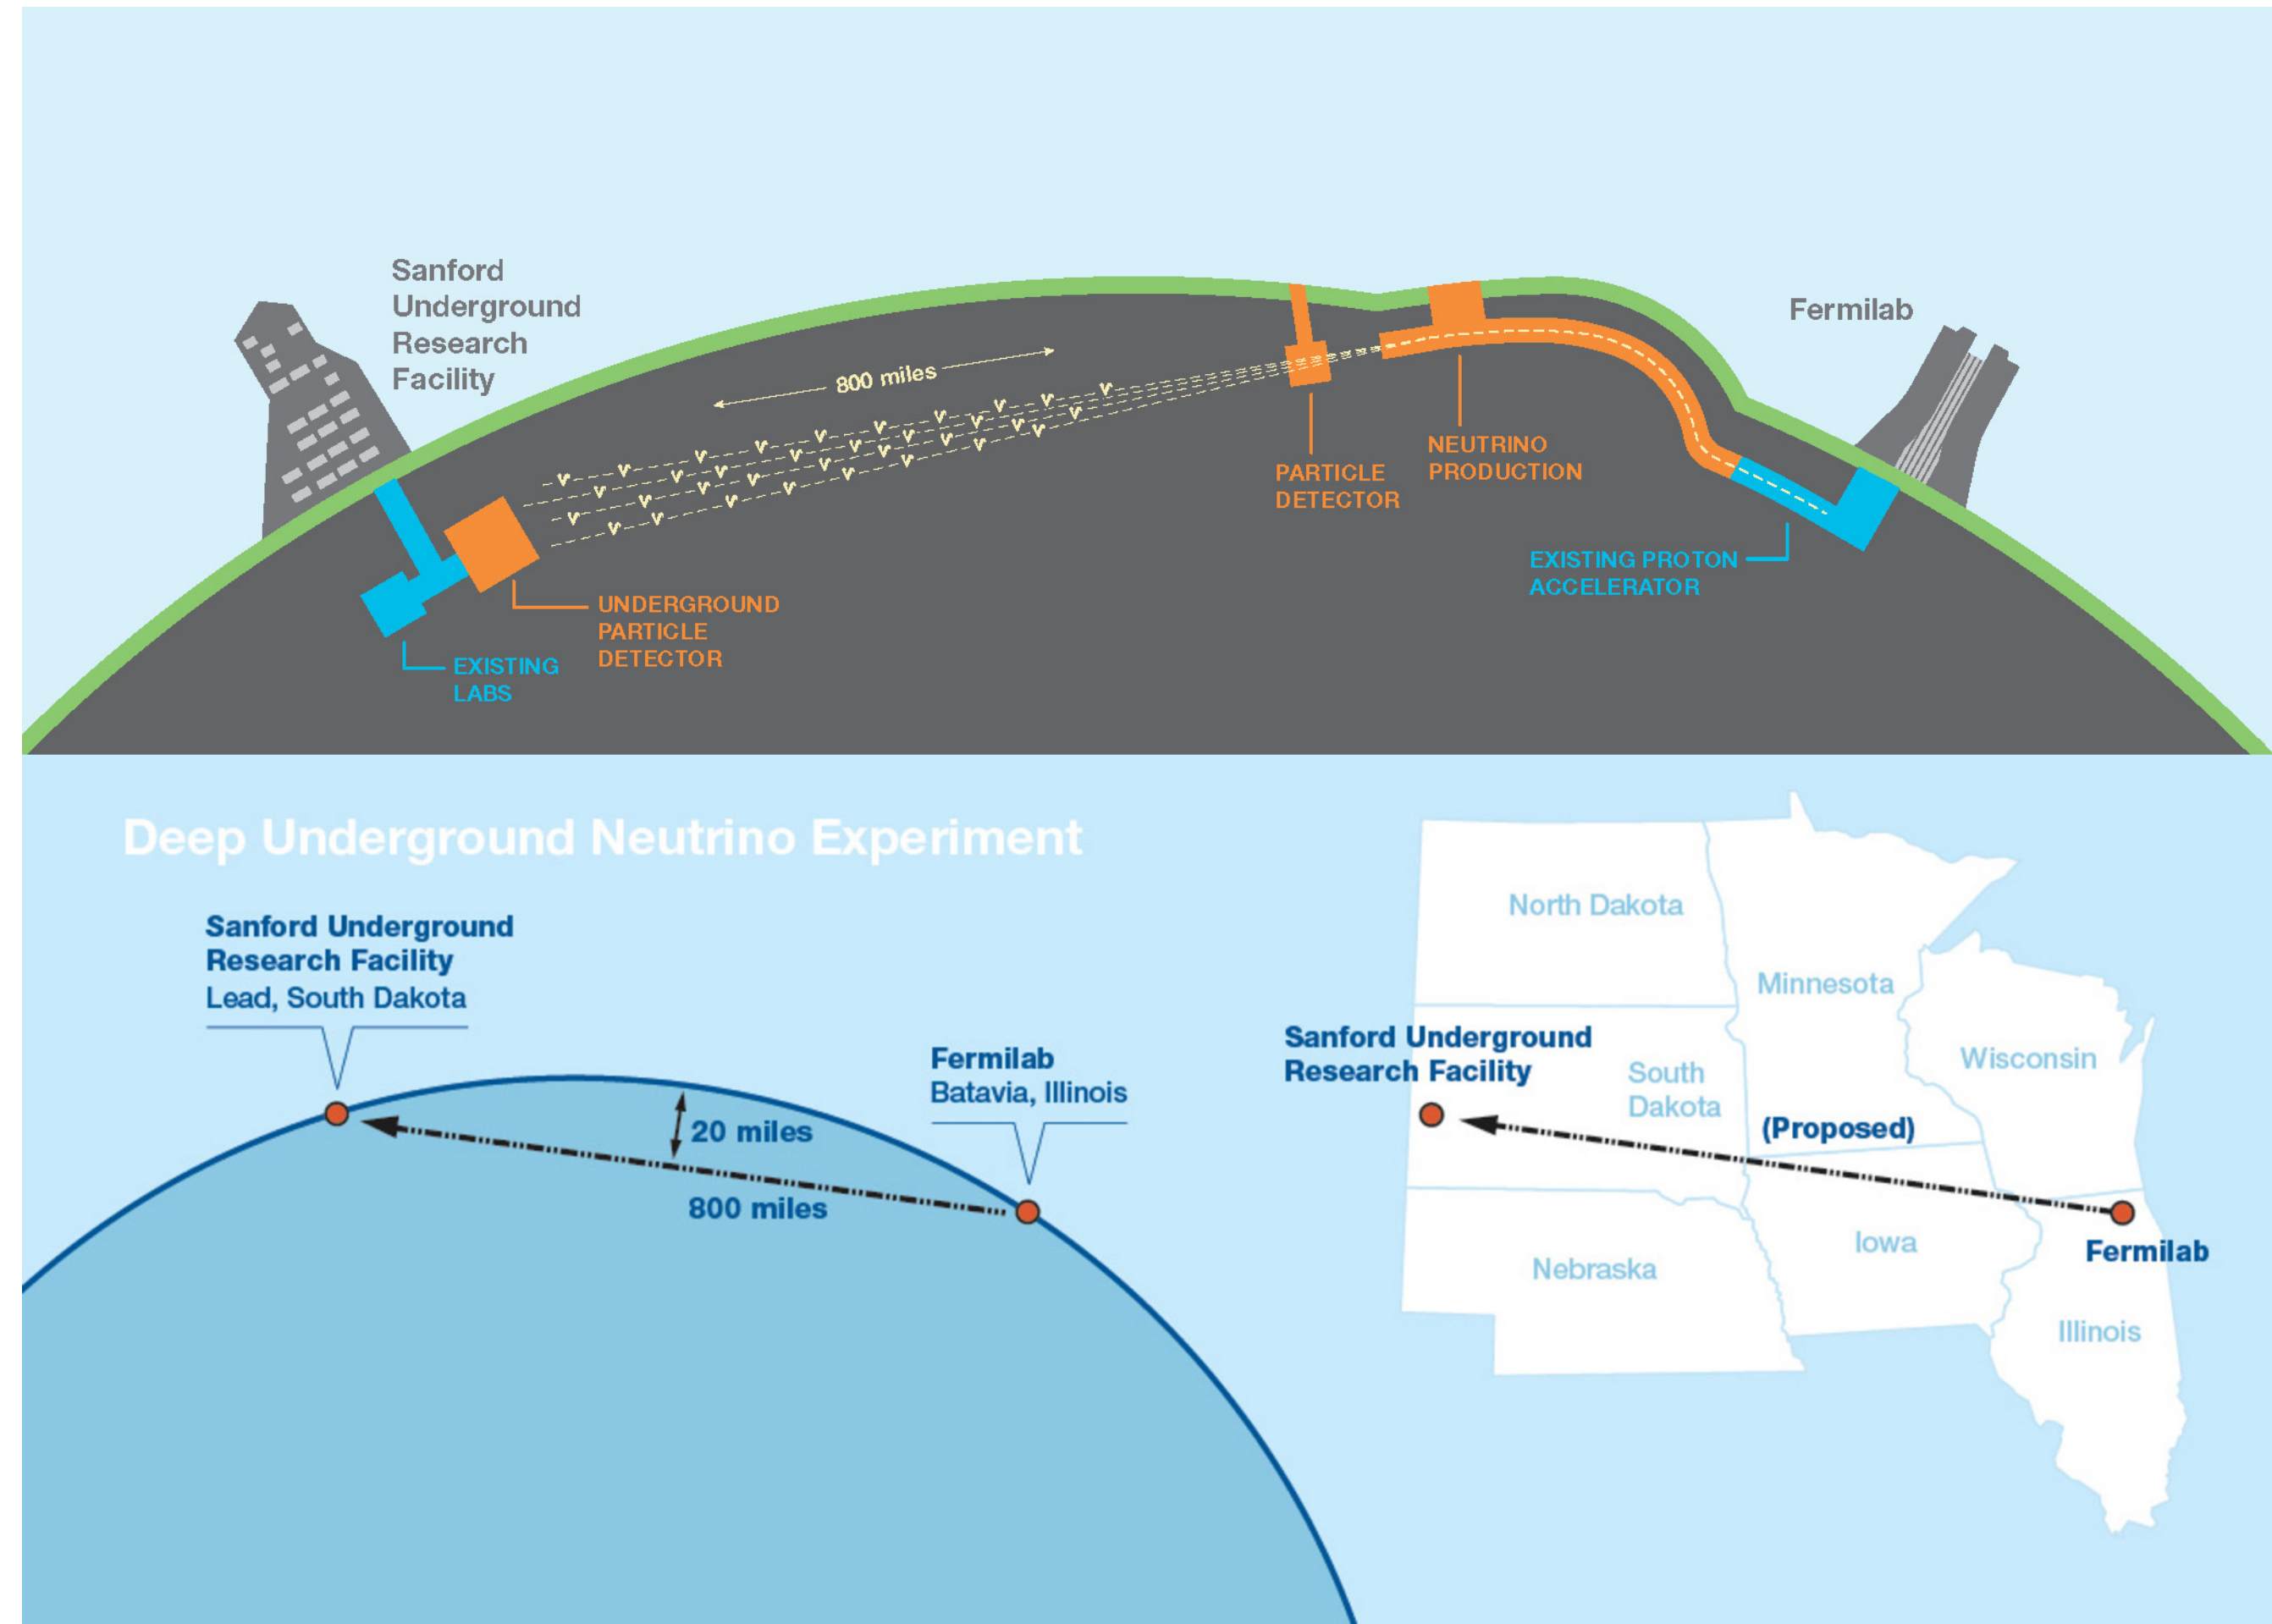 Sanford
Underground
Research
Facility
Fermilab
800 miles
PARTICLE
DETECTOR
NEUTRINO
PRODUCTION
EXISTING PROTON
ACCELERATOR
UNDERGROUND
PARTICLE
DETECTOR
EXISTING
LABS
Deep Underground Neutrino Experiment
Sanford Underground
Research Facility
Lead, South Dakota
Fermilab
Batavia, Illinois
20 miles
800 miles
North Dakota
Minnesota
Sanford Underground
Research Facility
South
Dakota
Wisconsin
(Proposed)
Iowa
Nebraska
Fermilab
Illinois